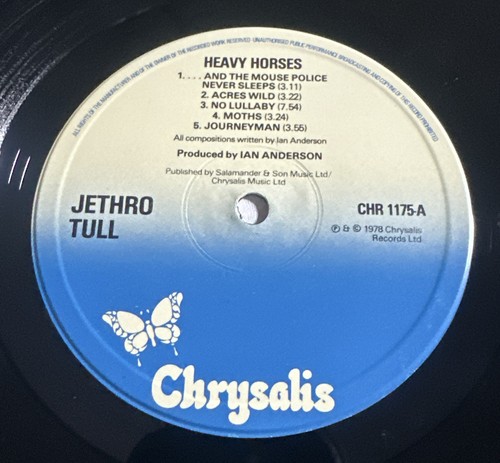 ALL RIGHTS OF THE MANUFACTURER AND OF THE OWNER OF THE RECORDED WORK RESERVED. UNAUTHORISED PUBLIC PERFORMANCE BROADCASTING AND COPYING OF THIS RECORD PROHIBITED
HEAVY HORSES
1. . . . AND THE MOUSE POLICE
NEVER SLEEPS (3.11)
2. ACRES WILD (3.22)
3. NO LULLABY (7.54)
4. MOTHS (3.24)
5. JOURNEYMAN (3.55)
All compositions written by Ian Anderson
Produced by IAN ANDERSON
Published by Salamander & Son Music Ltd/
Chrysalis Music Ltd
JETHRO
TULL
CHR 1175-A
℗ & © 1978 Chrysalis
Records Ltd
Chrysalis